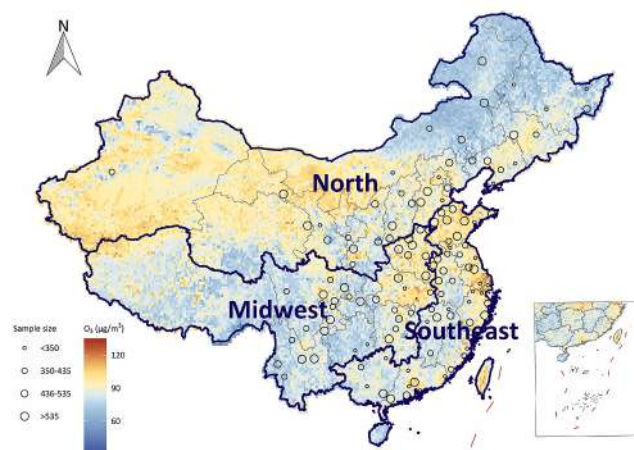 N
North
Midwest
Southeast
Sample size
<350
350-435
436-535
>535
O₃ (μg/m³)
120
90
60